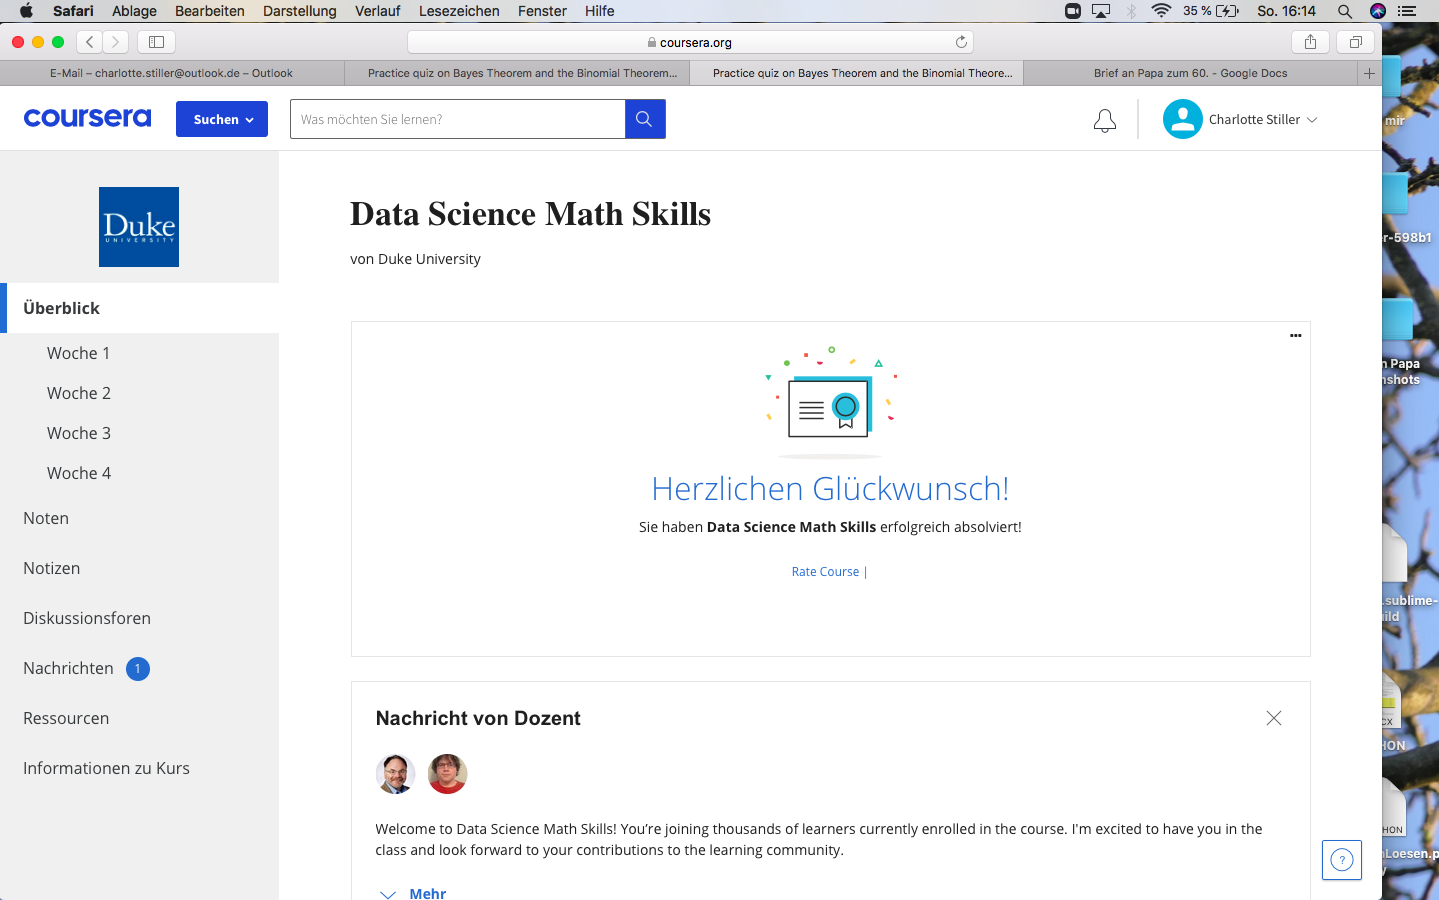 Safari Ablage Bearbeiten Darstellung Verlauf Lesezeichen Fenster Hilfe 35 % So. 16:14
coursera.org
E-Mail – charlotte.stiller@outlook.de – Outlook
Practice quiz on Bayes Theorem and the Binomial Theorem...
Practice quiz on Bayes Theorem and the Binomial Theore...
Brief an Papa zum 60. - Google Docs
coursera
Suchen
Was möchten Sie lernen?
Charlotte Stiller
Duke
UNIVERSITY
Überblick
Woche 1
Woche 2
Woche 3
Woche 4
Noten
Notizen
Diskussionsforen
Nachrichten 1
Ressourcen
Informationen zu Kurs
Data Science Math Skills
von Duke University
Herzlichen Glückwunsch!
Sie haben Data Science Math Skills erfolgreich absolviert!
Rate Course |
Nachricht von Dozent
Welcome to Data Science Math Skills! You’re joining thousands of learners currently enrolled in the course. I'm excited to have you in the
class and look forward to your contributions to the learning community.
Mehr
?
mir
r-598b1
n Papa
nshots
.sublime-
uild
CX
HON
HON
nLoesen.p
y